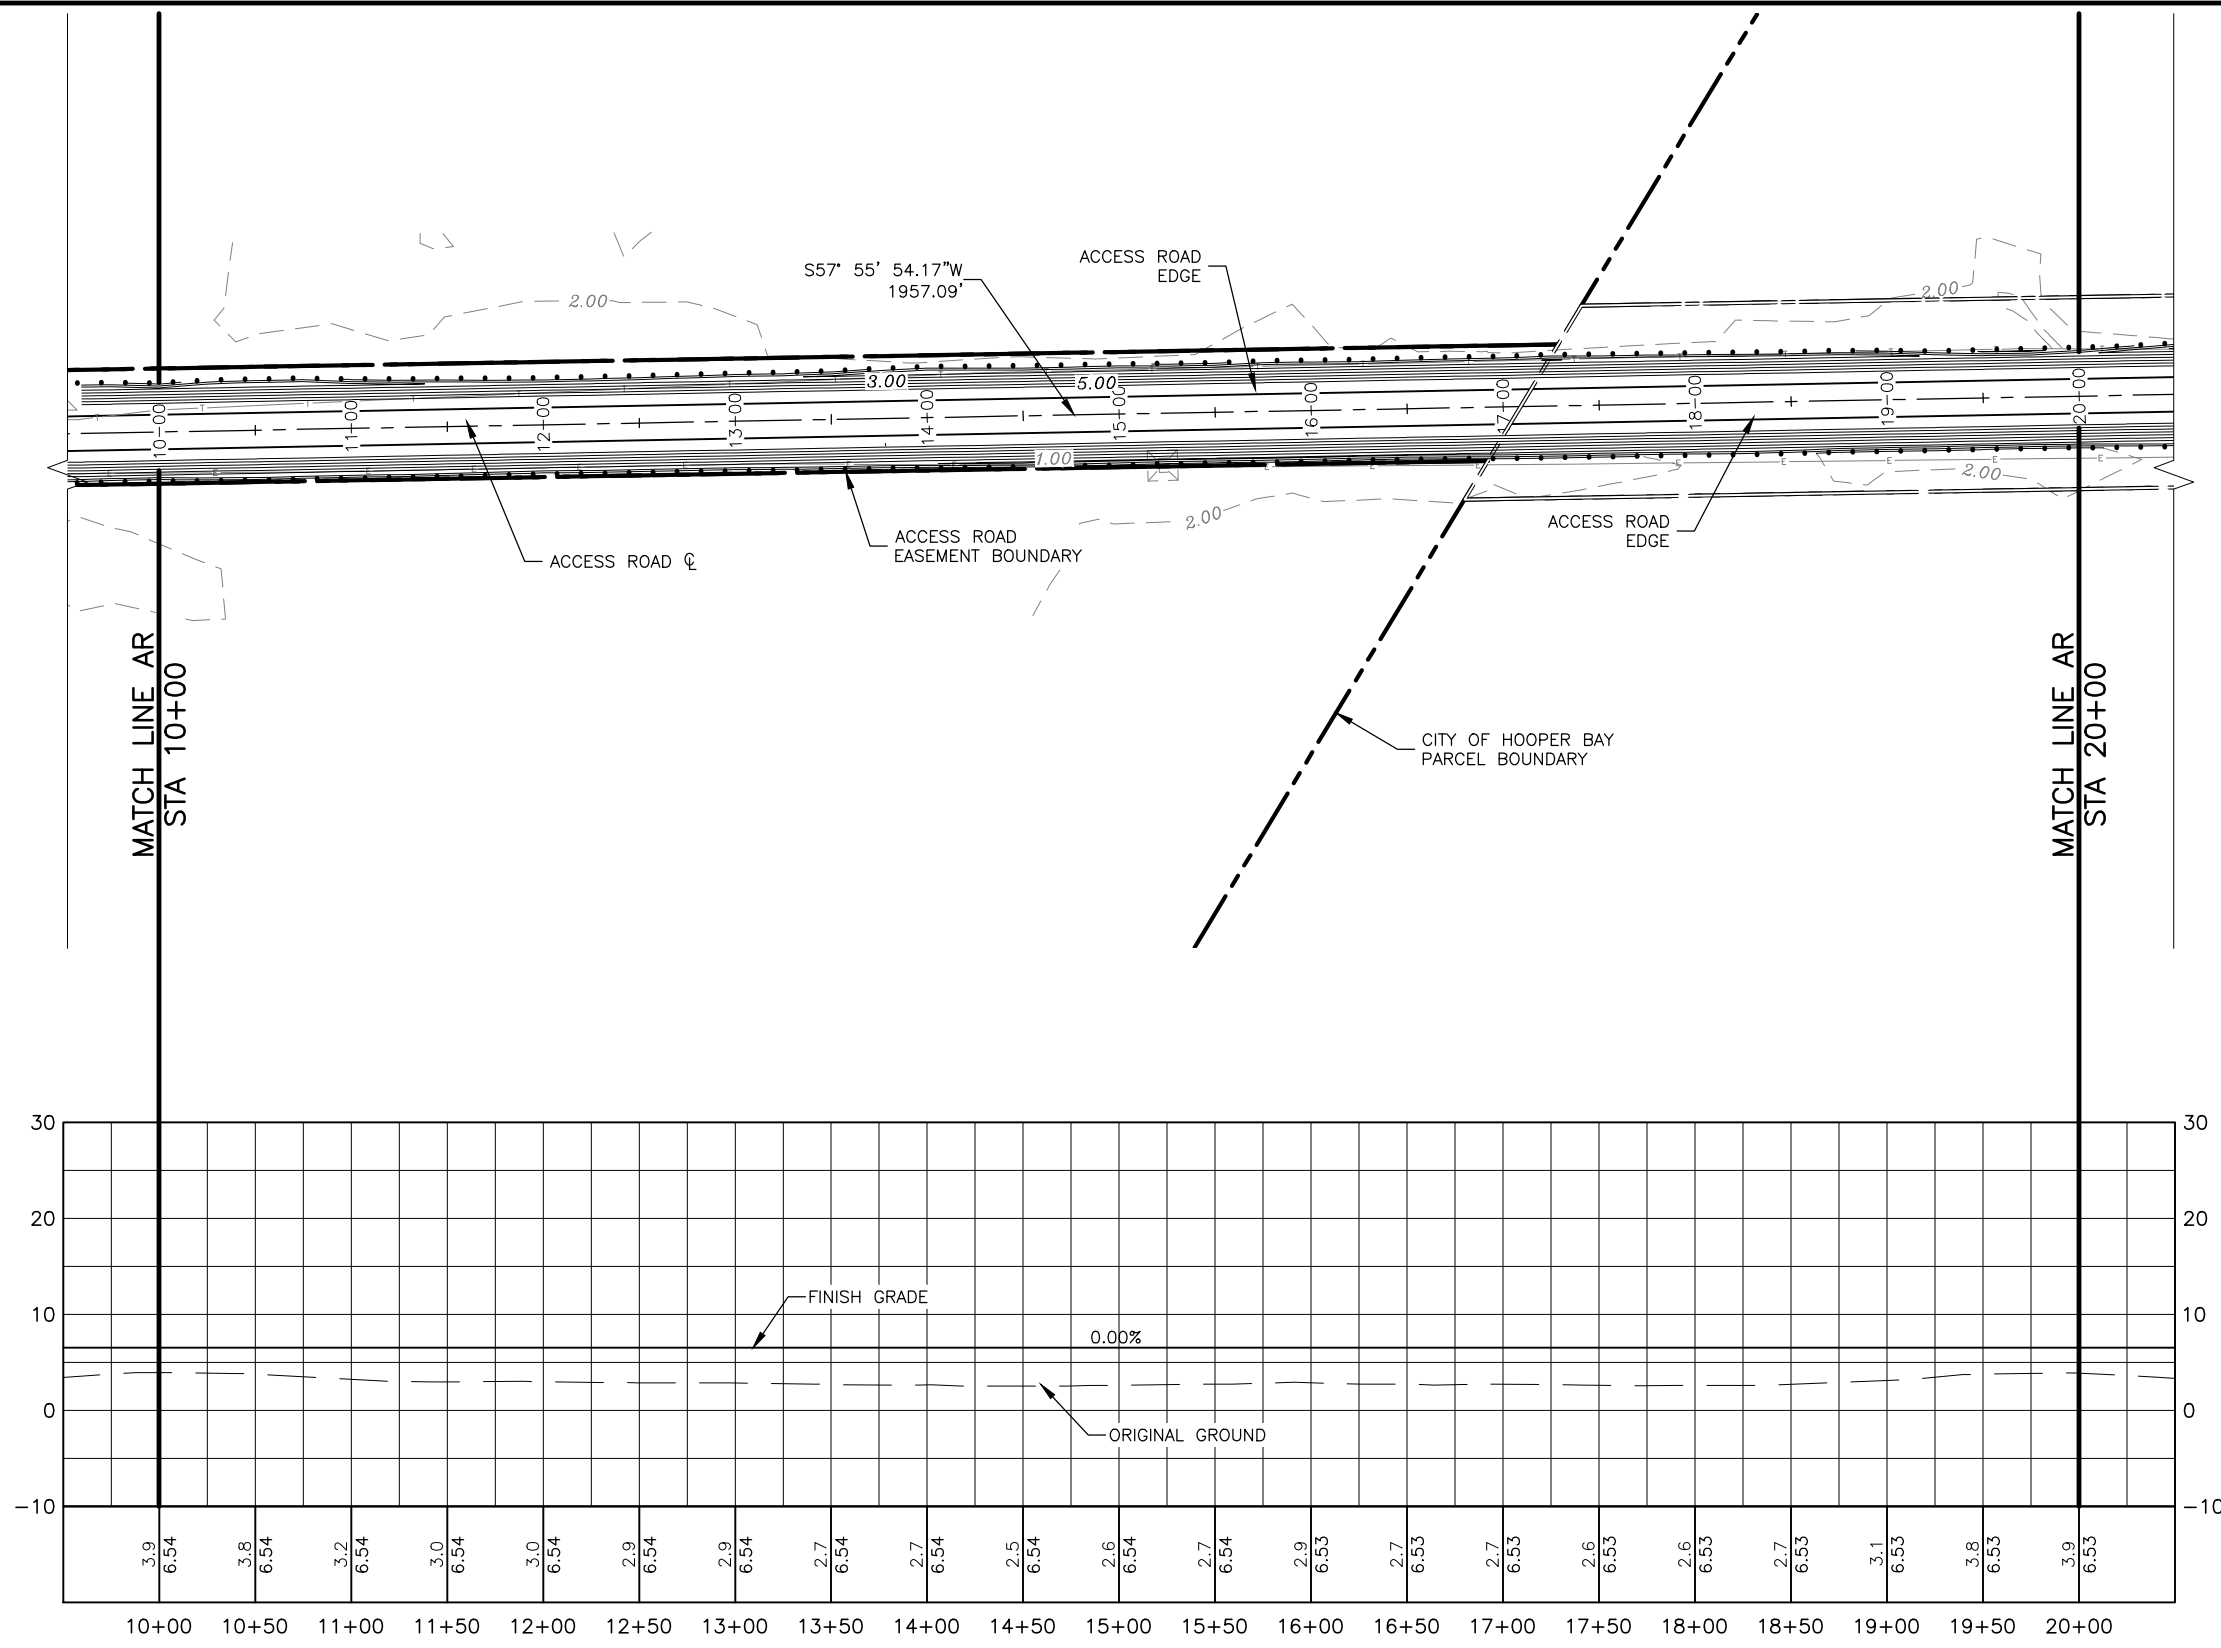 S57° 55' 54.17"W
1957.09'
ACCESS ROAD
EDGE
2.00
2.00
3.00
5.00
10+00
11+00
12+00
13+00
14+00
15+00
16+00
17+00
18+00
19+00
20+00
T
T
T
T
T
T
E
E
E
E
E
E
E
E
E
E
1.00
2.00
2.00
ACCESS ROAD ℄
ACCESS ROAD
EASEMENT BOUNDARY
ACCESS ROAD
EDGE
MATCH LINE AR
STA 10+00
MATCH LINE AR
STA 20+00
CITY OF HOOPER BAY
PARCEL BOUNDARY
30
30
20
20
10
10
0
0
-10
-10
FINISH GRADE
0.00%
ORIGINAL GROUND
3.9
6.54
3.8
6.54
3.2
6.54
3.0
6.54
3.0
6.54
2.9
6.54
2.9
6.54
2.7
6.54
2.7
6.54
2.5
6.54
2.6
6.54
2.7
6.54
2.9
6.53
2.7
6.53
2.7
6.53
2.6
6.53
2.6
6.53
2.7
6.53
3.1
6.53
3.8
6.53
3.9
6.53
10+00 10+50 11+00 11+50 12+00 12+50 13+00 13+50 14+00 14+50 15+00 15+50 16+00 16+50 17+00 17+50 18+00 18+50 19+00 19+50 20+00